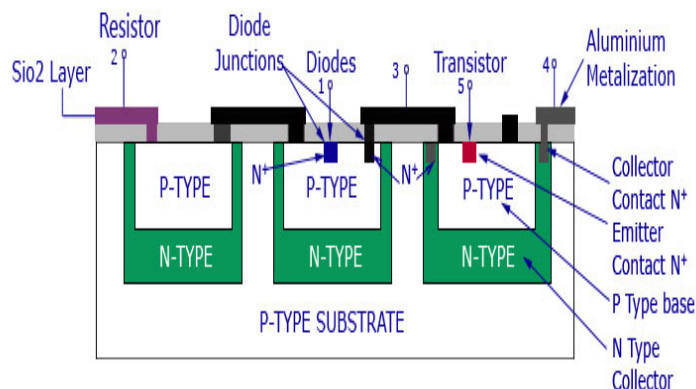 Resistor
2
Sio2 Layer
Diode
Junctions
Diodes
1
3
Transistor
5
4
Aluminium
Metalization
N+
P-TYPE
P-TYPE
N+
P-TYPE
N-TYPE
N-TYPE
N-TYPE
P-TYPE SUBSTRATE
Collector
Contact N+
Emitter
Contact N+
P Type base
N Type
Collector